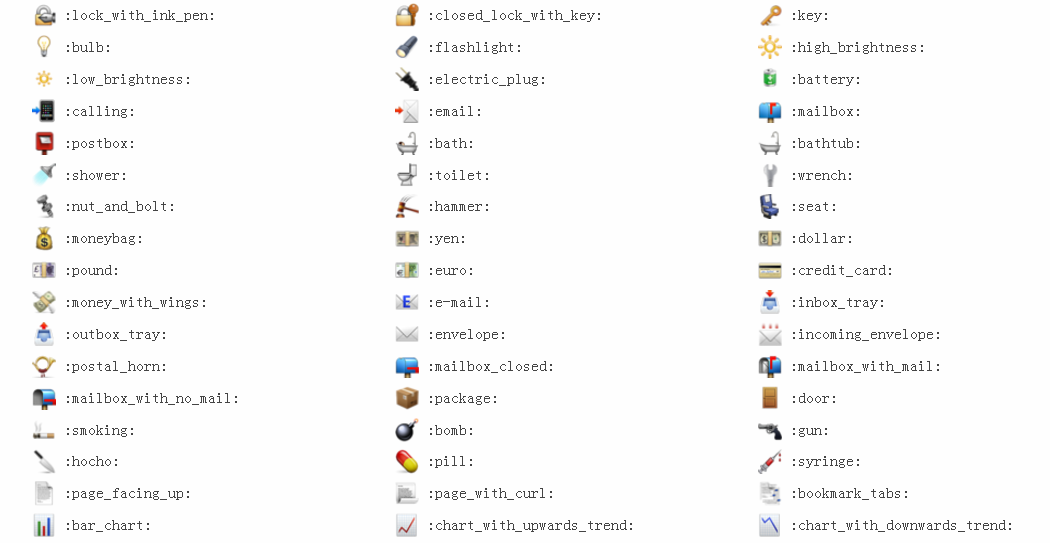 :lock_with_ink_pen: :closed_lock_with_key: :key:
:bulb: :flashlight: :high_brightness:
:low_brightness: :electric_plug: :battery:
:calling: :email: :mailbox:
:postbox: :bath: :bathtub:
:shower: :toilet: :wrench:
:nut_and_bolt: :hammer: :seat:
:moneybag: :yen: :dollar:
:pound: :euro: :credit_card:
:money_with_wings: :e-mail: :inbox_tray:
:outbox_tray: :envelope: :incoming_envelope:
:postal_horn: :mailbox_closed: :mailbox_with_mail:
:mailbox_with_no_mail: :package: :door:
:smoking: :bomb: :gun:
:hocho: :pill: :syringe:
:page_facing_up: :page_with_curl: :bookmark_tabs:
:bar_chart: :chart_with_upwards_trend: :chart_with_downwards_trend: